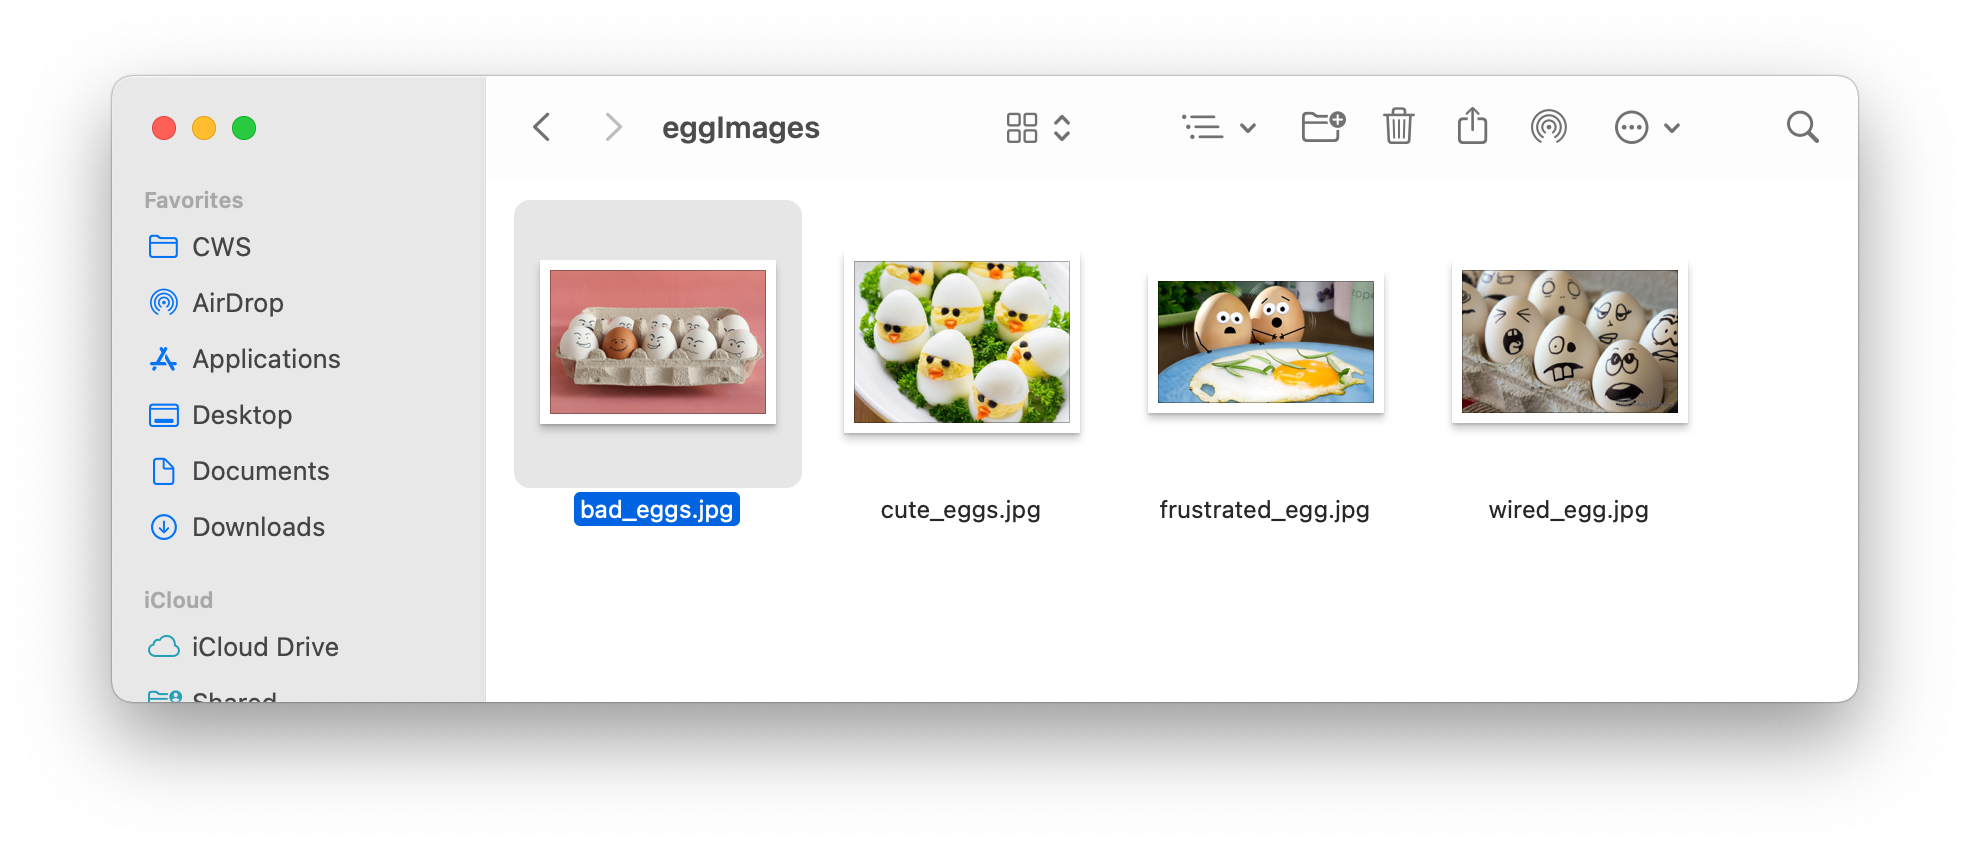 eggImages
Favorites
CWS
AirDrop
Applications
Desktop
Documents
Downloads
iCloud
iCloud Drive
Shared
bad_eggs.jpg
cute_eggs.jpg
frustrated_egg.jpg
wired_egg.jpg